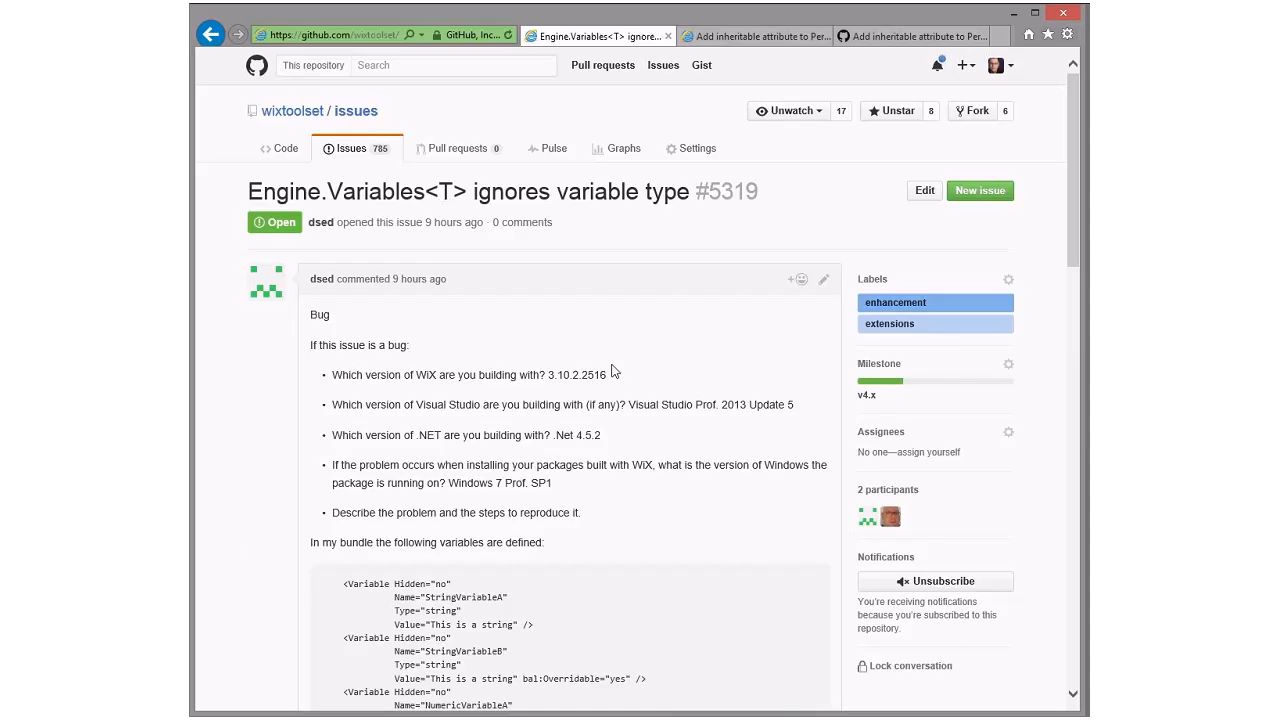 https://github.com/wixtoolset/
GitHub, Inc...
Engine.Variables<T> ignore...
Add inheritable attribute to Per...
Add inheritable attribute to Per...
This repository
Search
Pull requests
Issues
Gist
wixtoolset / issues
Unwatch
17
Unstar
8
Fork
6
Code
Issues 785
Pull requests 0
Pulse
Graphs
Settings
Engine.Variables<T> ignores variable type #5319
Edit
New issue
Open
dsed opened this issue 9 hours ago · 0 comments
dsed commented 9 hours ago
Bug
If this issue is a bug:
• Which version of WiX are you building with? 3.10.2.2516
• Which version of Visual Studio are you building with (if any)? Visual Studio Prof. 2013 Update 5
• Which version of .NET are you building with? .Net 4.5.2
• If the problem occurs when installing your packages built with WiX, what is the version of Windows the
package is running on? Windows 7 Prof. SP1
• Describe the problem and the steps to reproduce it.
In my bundle the following variables are defined:
<Variable Hidden="no"
Name="StringVariableA"
Type="string"
Value="This is a string" />
<Variable Hidden="no"
Name="StringVariableB"
Type="string"
Value="This is a string" bal:Overridable="yes" />
<Variable Hidden="no"
Name="NumericVariableA"
Labels
enhancement
extensions
Milestone
v4.x
Assignees
No one—assign yourself
2 participants
Notifications
Unsubscribe
You're receiving notifications
because you're subscribed to this
repository.
Lock conversation